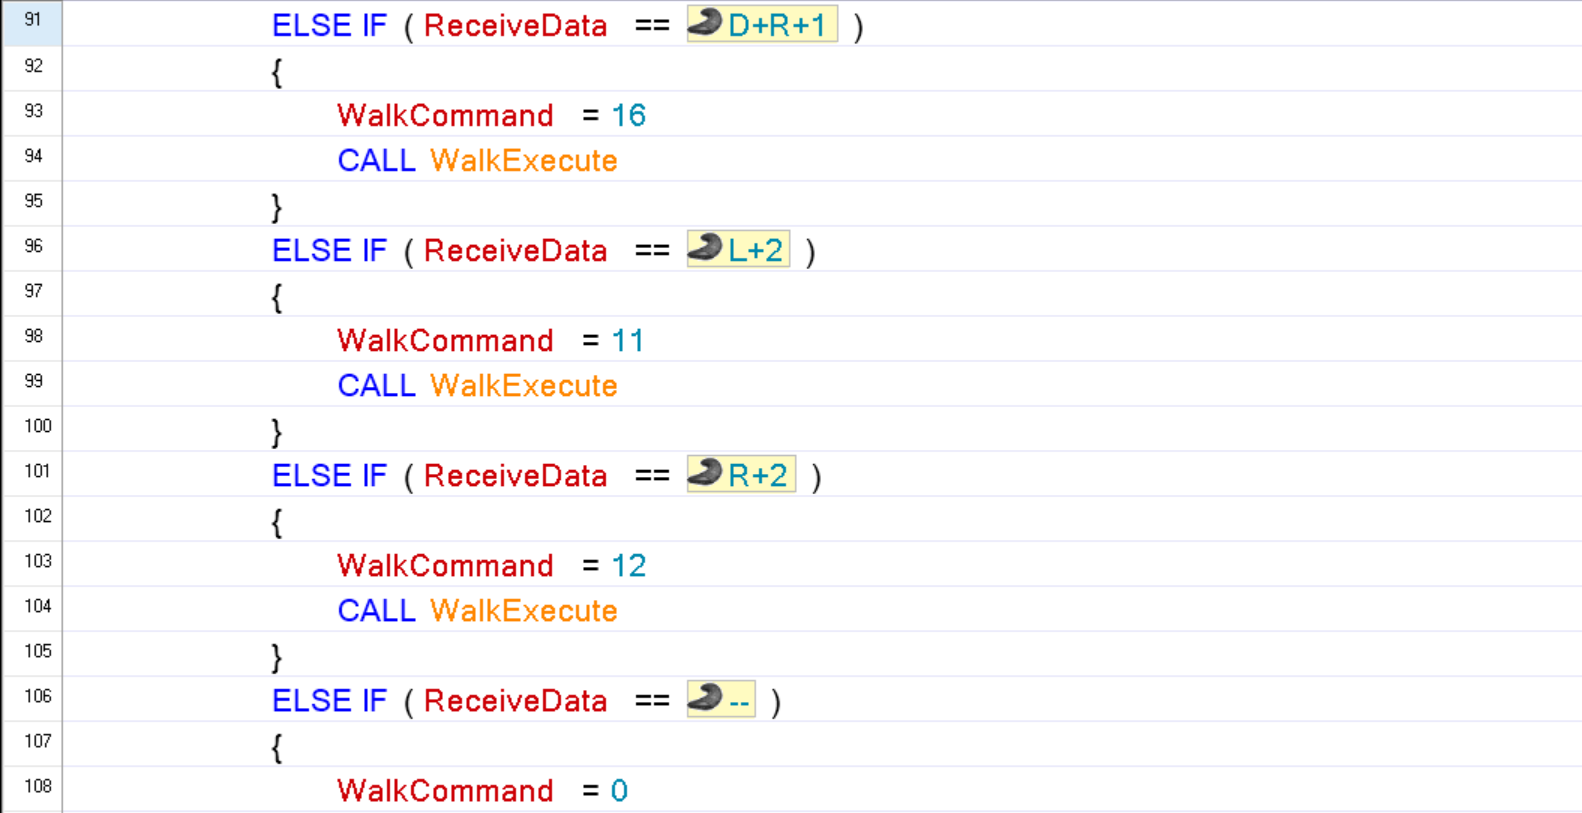 91 ELSE IF ( ReceiveData == D+R+1 )
92 {
93 WalkCommand = 16
94 CALL WalkExecute
95 }
96 ELSE IF ( ReceiveData == L+2 )
97 {
98 WalkCommand = 11
99 CALL WalkExecute
100 }
101 ELSE IF ( ReceiveData == R+2 )
102 {
103 WalkCommand = 12
104 CALL WalkExecute
105 }
106 ELSE IF ( ReceiveData == -- )
107 {
108 WalkCommand = 0